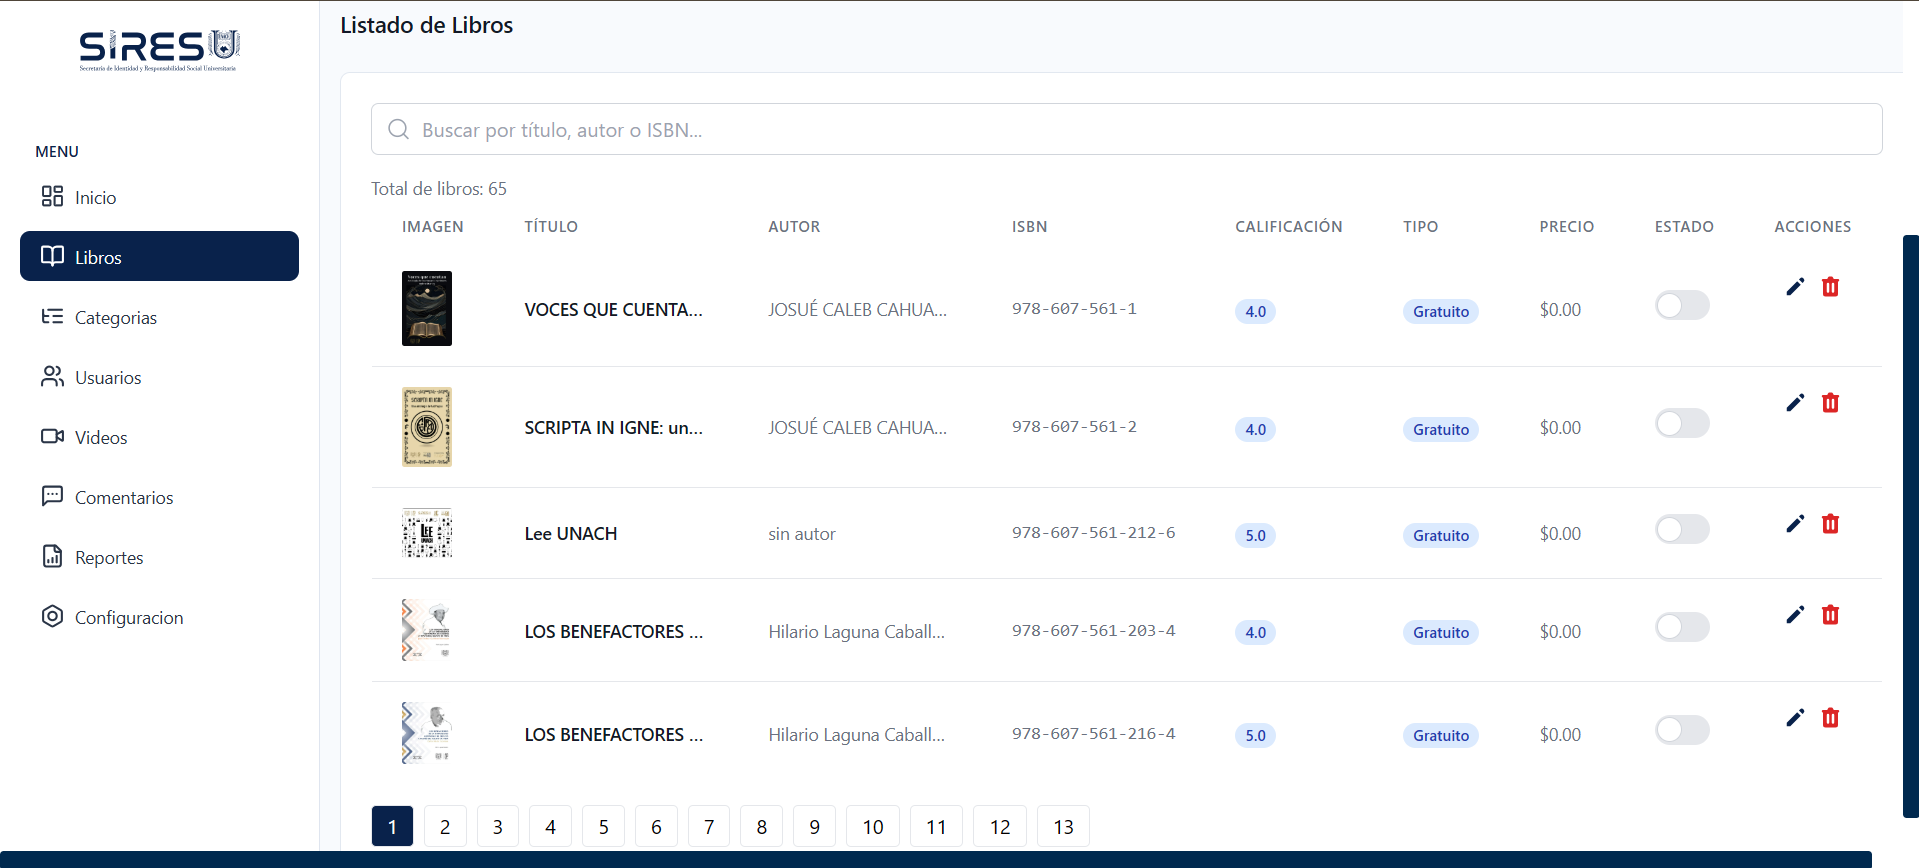 SIRESU
Secretaría de Identidad y Responsabilidad Social Universitaria
Listado de Libros
MENU
Inicio
Libros
Categorias
Usuarios
Videos
Comentarios
Reportes
Configuracion
Buscar por título, autor o ISBN...
Total de libros: 65
IMAGEN TÍTULO AUTOR ISBN CALIFICACIÓN TIPO PRECIO ESTADO ACCIONES
VOCES QUE CUENTA... JOSUÉ CALEB CAHUA... 978-607-561-1 4.0 Gratuito $0.00
SCRIPTA IN IGNE
SCRIPTA IN IGNE: un... JOSUÉ CALEB CAHUA... 978-607-561-2 4.0 Gratuito $0.00
LEE UNACH
Lee UNACH sin autor 978-607-561-212-6 5.0 Gratuito $0.00
LOS BENEFACTORES ... Hilario Laguna Caball... 978-607-561-203-4 4.0 Gratuito $0.00
LOS BENEFACTORES ... Hilario Laguna Caball... 978-607-561-216-4 5.0 Gratuito $0.00
1 2 3 4 5 6 7 8 9 10 11 12 13